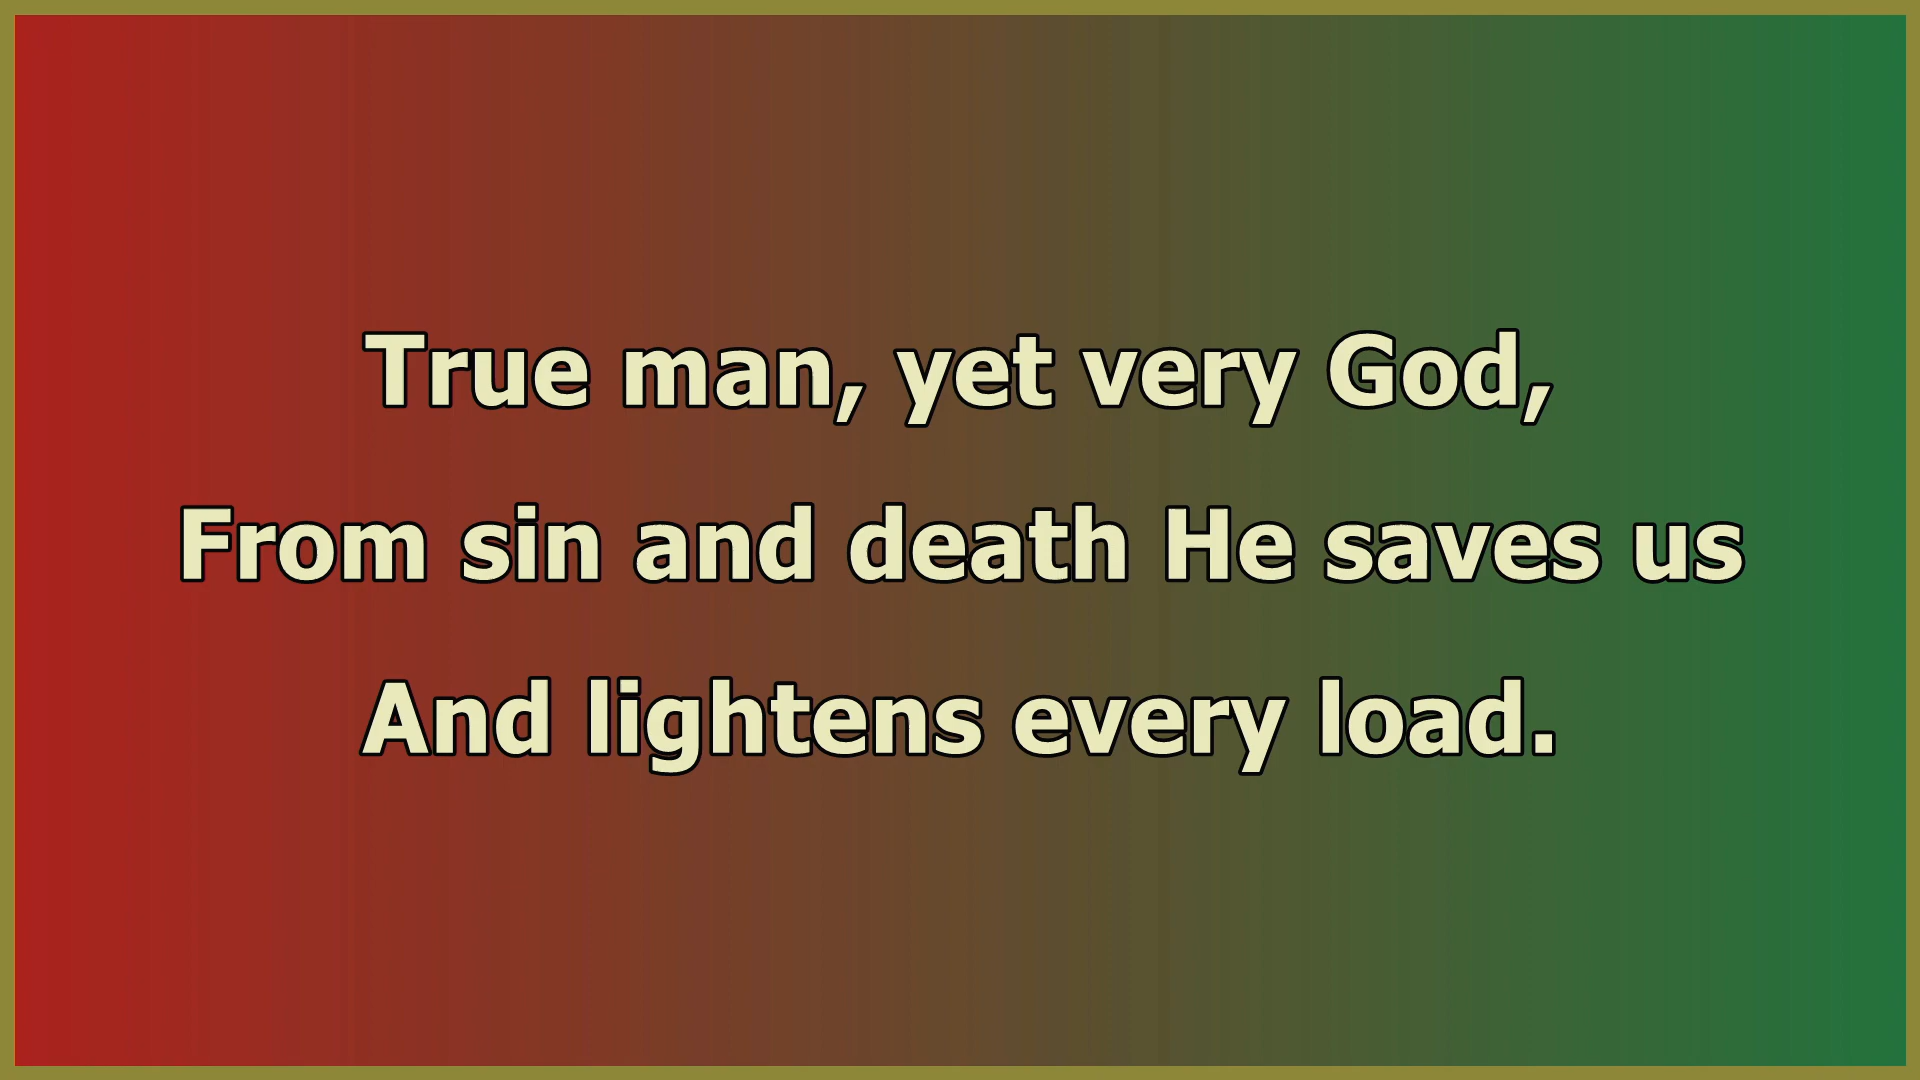 True man, yet very God,
From sin and death He saves us
And lightens every load.